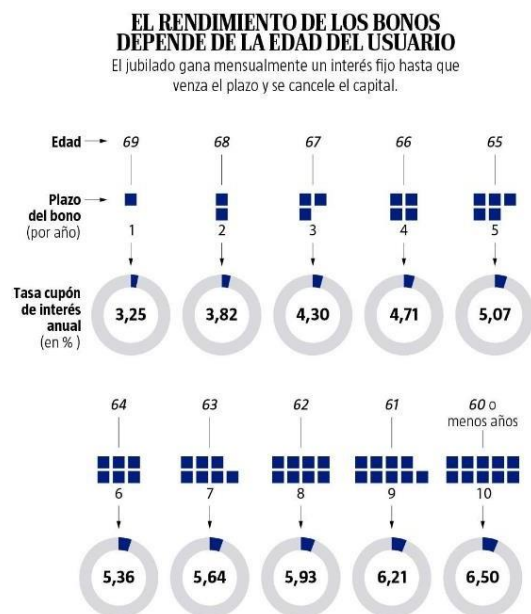 EL RENDIMIENTO DE LOS BONOS
DEPENDE DE LA EDAD DEL USUARIO
El jubilado gana mensualmente un interés fijo hasta que
venza el plazo y se cancele el capital.
Edad 69 68 67 66 65
Plazo
del bono
(por año)
1 2 3 4 5
Tasa cupón
de interés
anual
(en % )
3,25 3,82 4,30 4,71 5,07
64 63 62 61 60 o
menos años
6 7 8 9 10
5,36 5,64 5,93 6,21 6,50